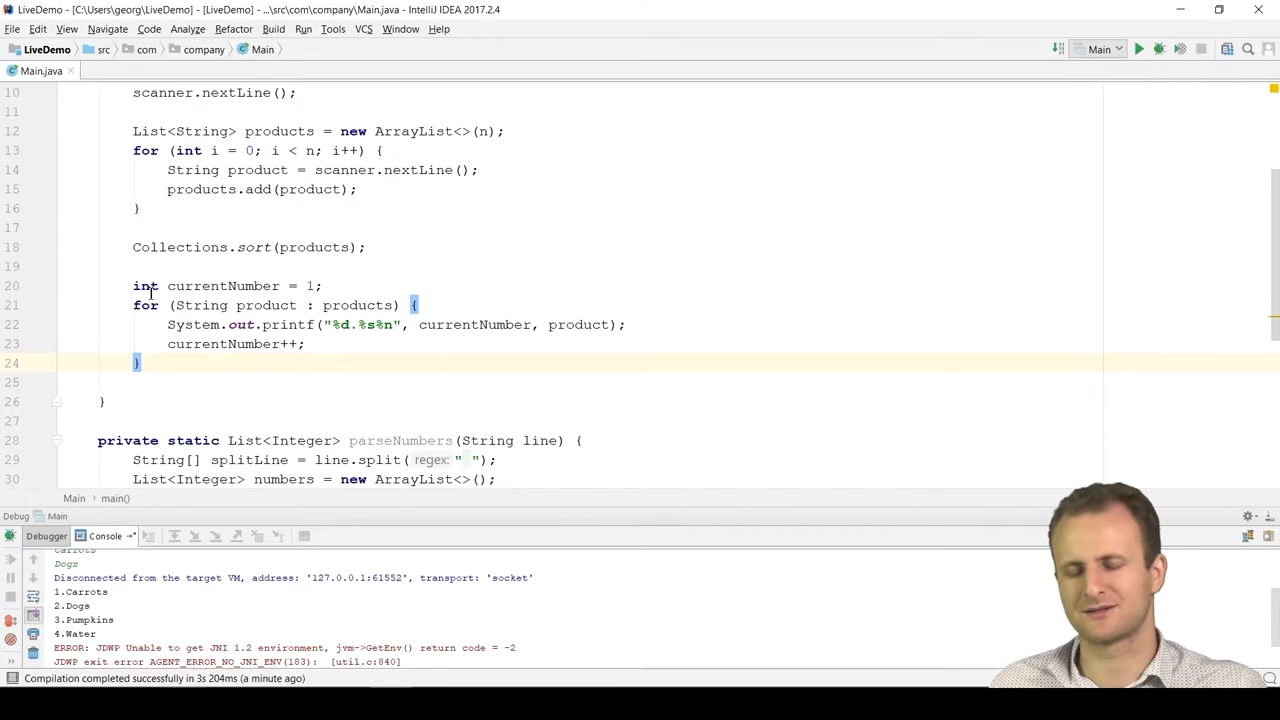 LiveDemo - [C:\Users\georg\LiveDemo] - [LiveDemo] - ...\src\com\company\Main.java - IntelliJ IDEA 2017.2.4
File Edit View Navigate Code Analyze Refactor Build Run Tools VCS Window Help
LiveDemo src com company Main Main
Main.java
10 scanner.nextLine();
11
12 List<String> products = new ArrayList<>(n);
13 for (int i = 0; i < n; i++) {
14 String product = scanner.nextLine();
15 products.add(product);
16 }
17
18 Collections.sort(products);
19
20 int currentNumber = 1;
21 for (String product : products) {
22 System.out.printf("%d.%s%n", currentNumber, product);
23 currentNumber++;
24 }
25
26 }
27
28 private static List<Integer> parseNumbers(String line) {
29 String[] splitLine = line.split( regex: " ");
30 List<Integer> numbers = new ArrayList<>();
Main main()
Debug Main
Debugger Console
Carrots
Dogs
Disconnected from the target VM, address: '127.0.0.1:61552', transport: 'socket'
1.Carrots
2.Dogs
3.Pumpkins
4.Water
ERROR: JDWP Unable to get JNI 1.2 environment, jvm->GetEnv() return code = -2
JDWP exit error AGENT_ERROR_NO_JNI_ENV(183): [util.c:840]
Compilation completed successfully in 3s 204ms (a minute ago)